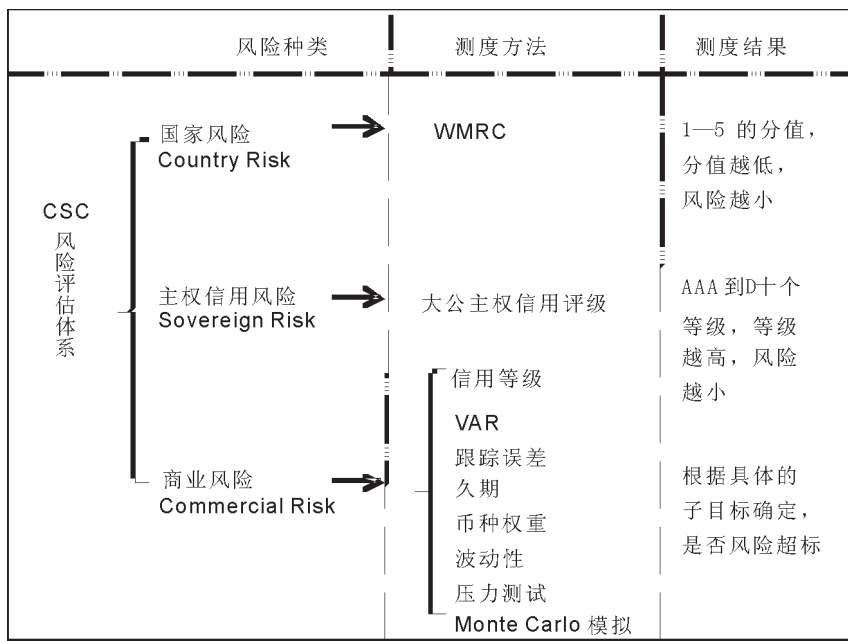 风险种类
测度方法
测度结果
CSC
风险评估体系
国家风险
Country Risk
WMRC
1—5 的分值，
分值越低，
风险越小
主权信用风险
Sovereign Risk
大公主权信用评级
AAA 到D十个
等级，等级
越高，风险
越小
商业风险
Commercial Risk
信用等级
VAR
跟踪误差
久期
币种权重
波动性
压力测试
Monte Carlo 模拟
根据具体的
子目标确定，
是否风险超标